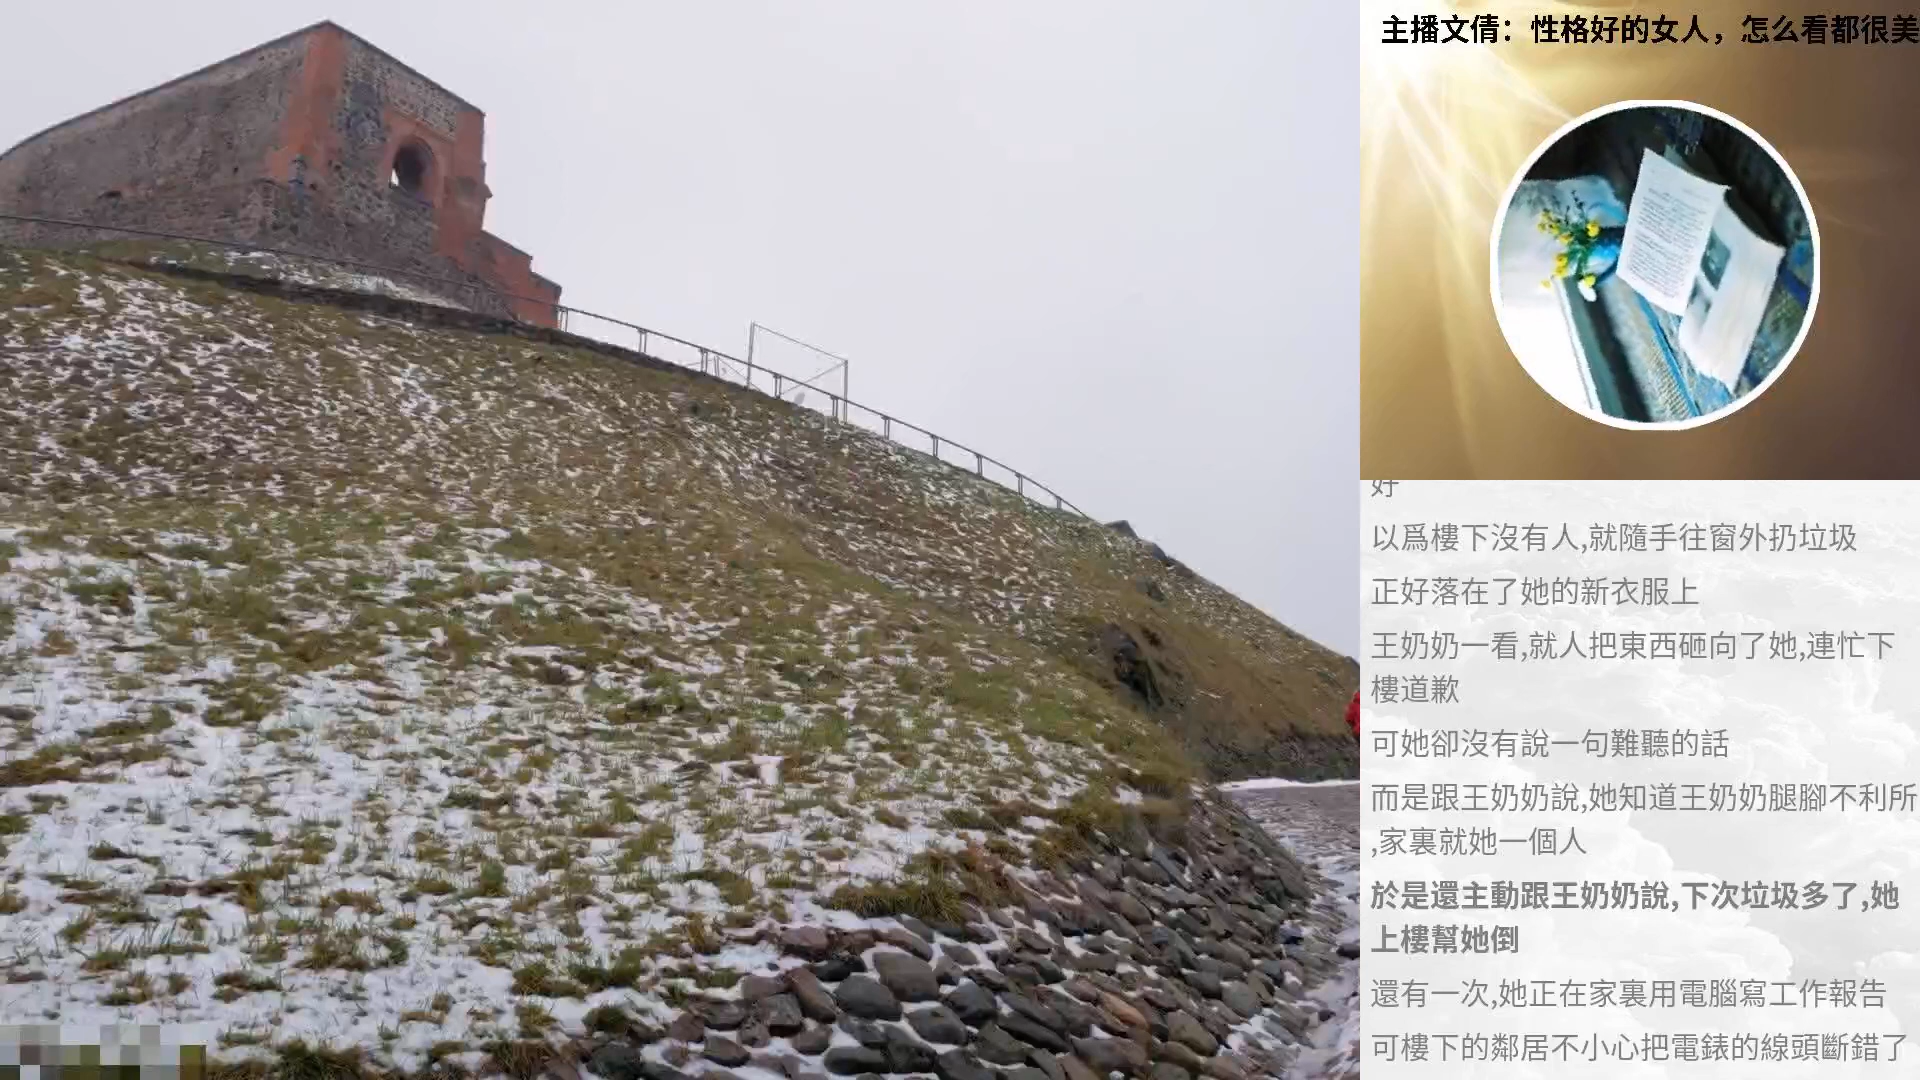 主播文倩：性格好的女人，怎么看都很美
好
以爲樓下沒有人,就隨手往窗外扔垃圾
正好落在了她的新衣服上
王奶奶一看,就人把東西砸向了她,連忙下
樓道歉
可她卻沒有說一句難聽的話
而是跟王奶奶說,她知道王奶奶腿腳不利所
,家裏就她一個人
於是還主動跟王奶奶說,下次垃圾多了,她
上樓幫她倒
還有一次,她正在家裏用電腦寫工作報告
可樓下的鄰居不小心把電錶的線頭斷錯了